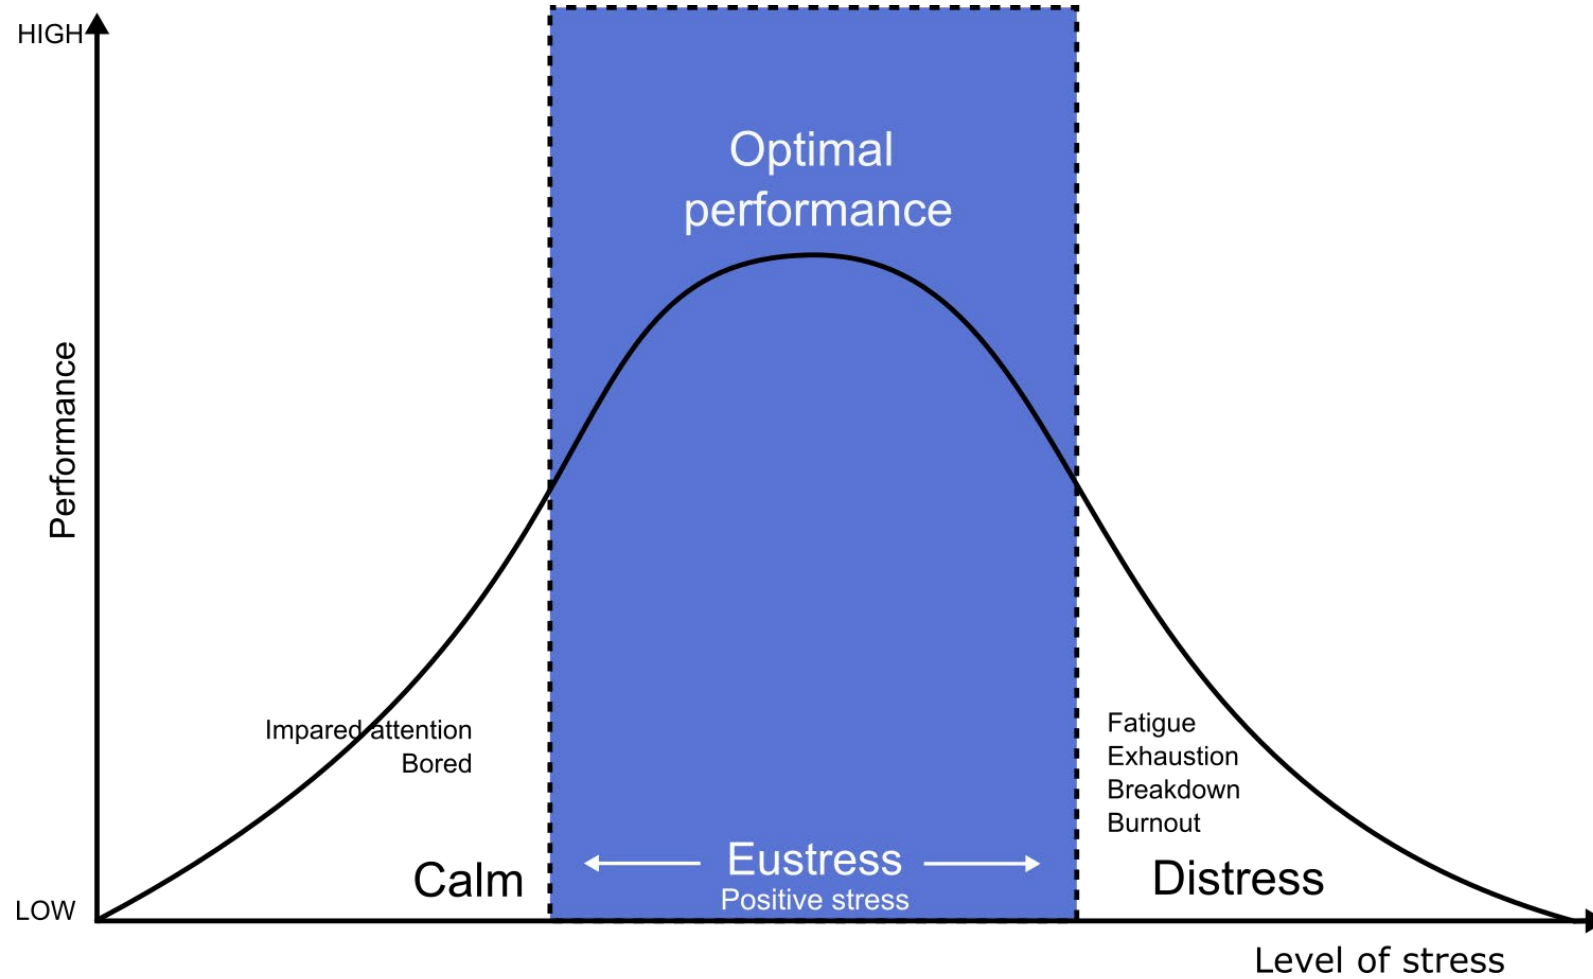 HIGH
Optimal
performance
Performance
Impared attention
Bored
Fatigue
Exhaustion
Breakdown
Burnout
Calm
Eustress
Positive stress
Distress
LOW
Level of stress